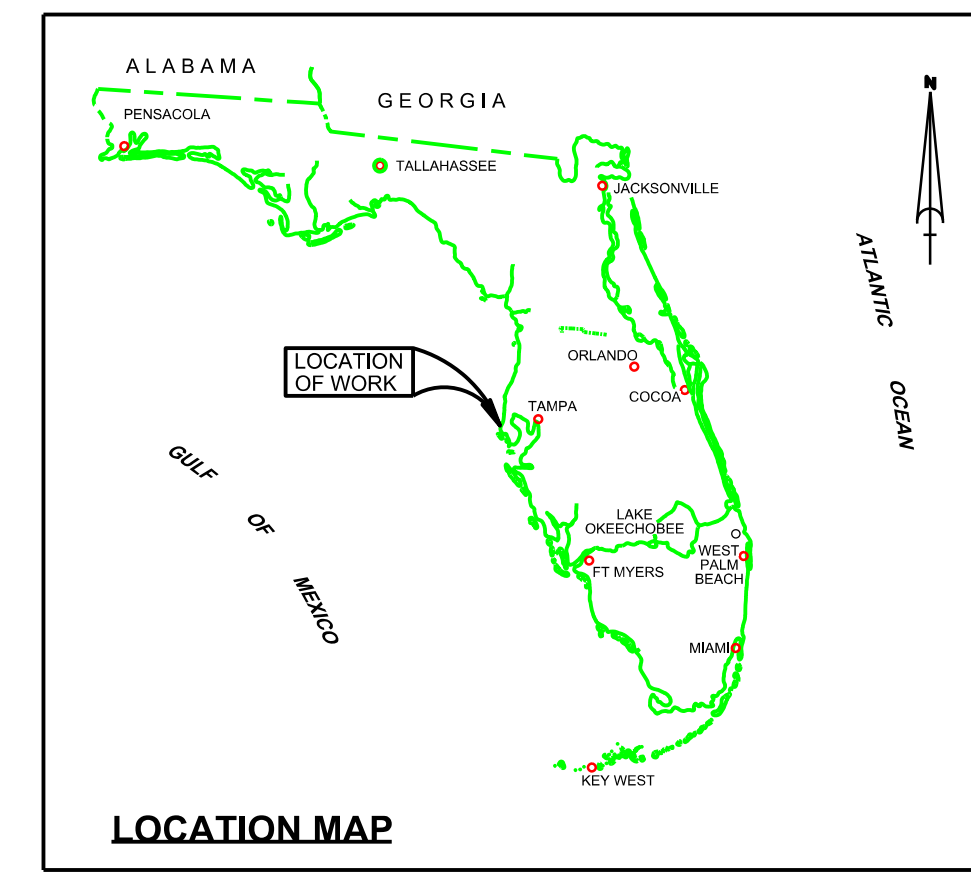 ALABAMA
GEORGIA
N
PENSACOLA
TALLAHASSEE
JACKSONVILLE
ATLANTIC
OCEAN
LOCATION
OF WORK
ORLANDO
COCOA
TAMPA
GULF
OF
MEXICO
LAKE
OKEECHOBEE
WEST
PALM
BEACH
FT MYERS
MIAMI
KEY WEST
LOCATION MAP